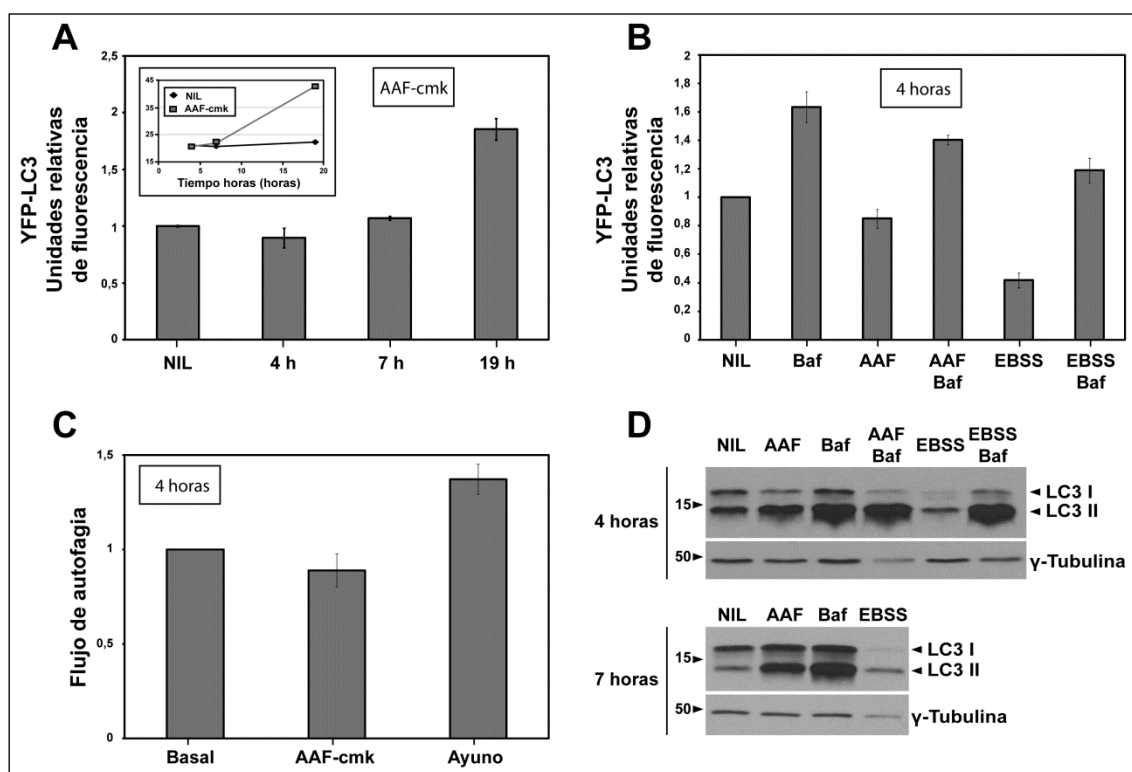 A
YFP-LC3
Unidades relativas
de fluorescencia
2,5
2
1,5
1
0,5
0
45
35
25
15
NIL
AAF-cmk
0
5
10
15
20
Tiempo horas (horas)
AAF-cmk
NIL
4 h
7 h
19 h
B
YFP-LC3
Unidades relativas
de fluorescencia
2
1,8
1,6
1,4
1,2
1
0,8
0,6
0,4
0,2
0
4 horas
NIL
Baf
AAF
AAF
Baf
EBSS
EBSS
Baf
C
Flujo de autofagia
1,5
1
0,5
0
4 horas
Basal
AAF-cmk
Ayuno
D
NIL
AAF
Baf
AAF
Baf
EBSS
EBSS
Baf
4 horas
15
LC3 I
LC3 II
50
γ-Tubulina
NIL
AAF
Baf
EBSS
7 horas
15
LC3 I
LC3 II
50
γ-Tubulina